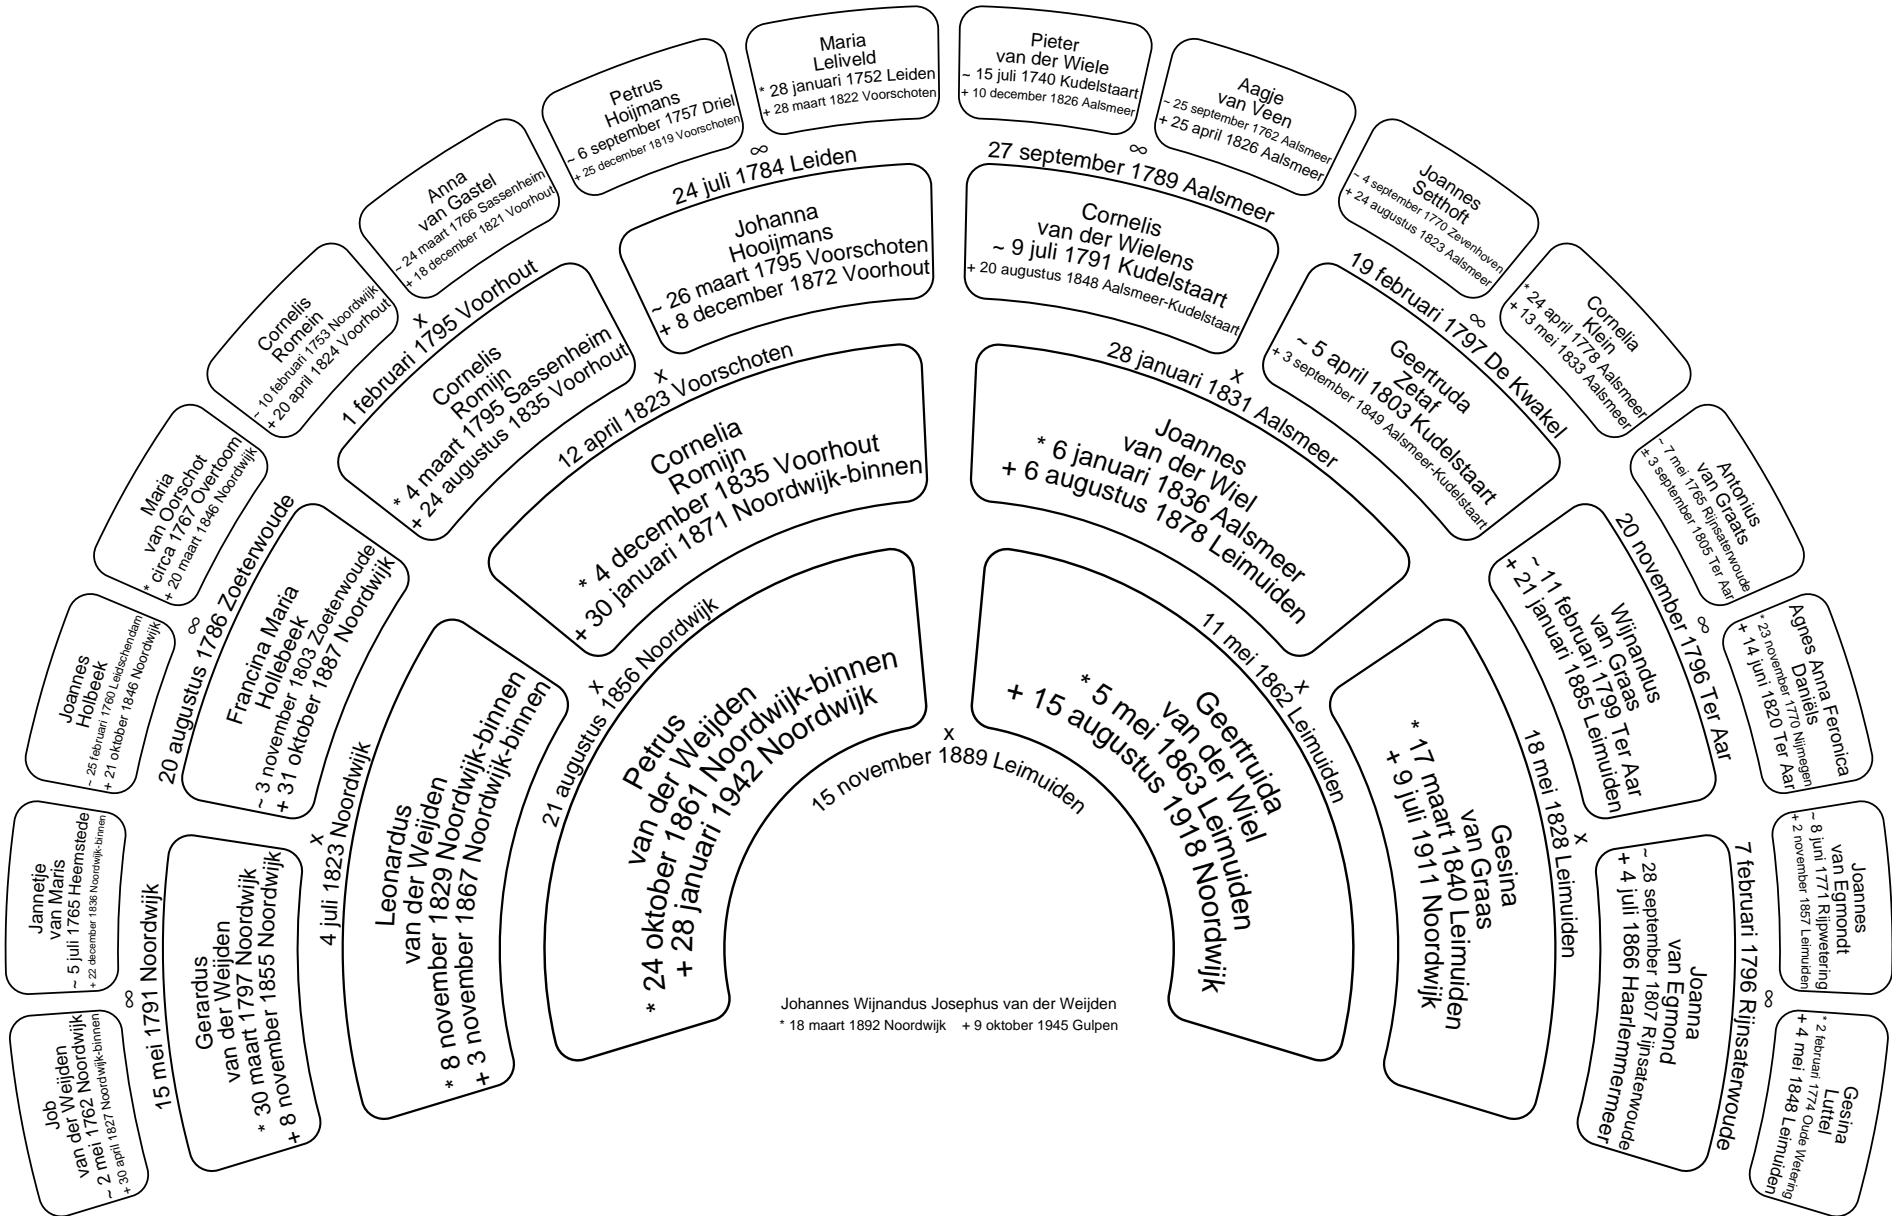 Job
van der Weijden
~ 2 mei 1762 Noordwijk
+ 30 april 1827 Noordwijk-binnen
∞
15 mei 1791 Noordwijk
Jannetje
van Maris
~ 5 juli 1765 Heemstede
+ 22 december 1836 Noordwijk-binnen
Joannes
Holbeek
~ 25 februari 1760 Leidschendam
+ 21 oktober 1846 Noordwijk
∞
20 augustus 1786 Zoeterwoude
Maria
van Oorschot
* circa 1767 Overtoom
+ 20 maart 1846 Noordwijk
Cornelis
Romein
~ 10 februari 1753 Noordwijk
+ 20 april 1824 Voorhout
x
1 februari 1795 Voorhout
Anna
van Gastel
~ 24 maart 1766 Sassenheim
+ 18 december 1821 Voorhout
Petrus
Hoijmans
~ 6 september 1757 Driel
+ 25 december 1819 Voorschoten
∞
24 juli 1784 Leiden
Maria
Leliveld
* 28 januari 1752 Leiden
+ 28 maart 1822 Voorschoten
Pieter
van der Wiele
~ 15 juli 1740 Kudelstaart
+ 10 december 1826 Aalsmeer
∞
27 september 1789 Aalsmeer
Aagje
van Veen
~ 25 september 1762 Aalsmeer
+ 25 april 1826 Aalsmeer
Joannes
Setthoft
~ 4 september 1770 Zevenhoven
+ 24 augustus 1823 Aalsmeer
∞
19 februari 1797 De Kwakel
Cornelia
Klein
* 24 april 1778 Aalsmeer
+ 13 mei 1833 Aalsmeer
Antonius
van Graats
~ 7 mei 1765 Rijnsaterwoude
± 3 september 1805 Ter Aar
∞
20 november 1796 Ter Aar
Agnes Anna Feronica
Daniëls
* 23 november 1770 Nijmegen
+ 14 juni 1820 Ter Aar
Joannes
van Egmondt
~ 8 juni 1771 Rijpwetering
+ 2 november 1857 Leimuiden
∞
7 februari 1796 Rijnsaterwoude
Gesina
Luttel
* 2 februari 1774 Oude Wetering
+ 4 mei 1848 Leimuiden
Gerardus
van der Weijden
* 30 maart 1797 Noordwijk
+ 8 november 1855 Noordwijk
x
4 juli 1823 Noordwijk
Francina Maria
Hollebeek
~ 3 november 1803 Zoeterwoude
+ 31 oktober 1887 Noordwijk
Cornelis
Romijn
* 4 maart 1795 Sassenheim
+ 24 augustus 1835 Voorhout
x
12 april 1823 Voorschoten
Johanna
Hooijmans
~ 26 maart 1795 Voorschoten
+ 8 december 1872 Voorhout
Cornelis
van der Wielens
~ 9 juli 1791 Kudelstaart
+ 20 augustus 1848 Aalsmeer-Kudelstaart
x
28 januari 1831 Aalsmeer
Geertruda
Zetaf
~ 5 april 1803 Kudelstaart
+ 3 september 1849 Aalsmeer-Kudelstaart
Wijnandus
van Graas
~ 11 februari 1799 Ter Aar
+ 21 januari 1885 Leimuiden
x
18 mei 1828 Leimuiden
Joanna
van Egmond
~ 28 september 1807 Rijnsaterwoude
+ 4 juli 1866 Haarlemmermeer
Leonardus
van der Weijden
* 8 november 1829 Noordwijk-binnen
+ 3 november 1867 Noordwijk-binnen
x
21 augustus 1856 Noordwijk
Cornelia
Romijn
* 4 december 1835 Voorhout
+ 30 januari 1871 Noordwijk-binnen
Joannes
van der Wiel
* 6 januari 1836 Aalsmeer
+ 6 augustus 1878 Leimuiden
x
11 mei 1862 Leimuiden
Gesina
van Graas
* 17 maart 1840 Leimuiden
+ 9 juli 1911 Noordwijk
Petrus
van der Weijden
* 24 oktober 1861 Noordwijk-binnen
+ 28 januari 1942 Noordwijk
x
15 november 1889 Leimuiden
Geertruida
van der Wiel
* 5 mei 1863 Leimuiden
+ 15 augustus 1918 Noordwijk
Johannes Wijnandus Josephus van der Weijden
* 18 maart 1892 Noordwijk + 9 oktober 1945 Gulpen